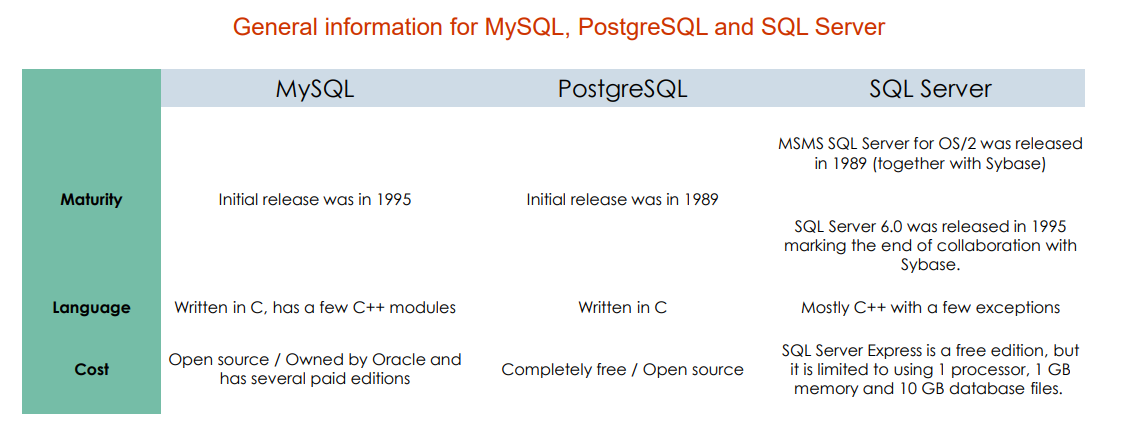 General information for MySQL, PostgreSQL and SQL Server
MySQL
PostgreSQL
SQL Server
Maturity
Initial release was in 1995
Initial release was in 1989
MSMS SQL Server for OS/2 was released
in 1989 (together with Sybase)
SQL Server 6.0 was released in 1995
marking the end of collaboration with
Sybase.
Language
Written in C, has a few C++ modules
Written in C
Mostly C++ with a few exceptions
Cost
Open source / Owned by Oracle and
has several paid editions
Completely free / Open source
SQL Server Express is a free edition, but
it is limited to using 1 processor, 1 GB
memory and 10 GB database files.